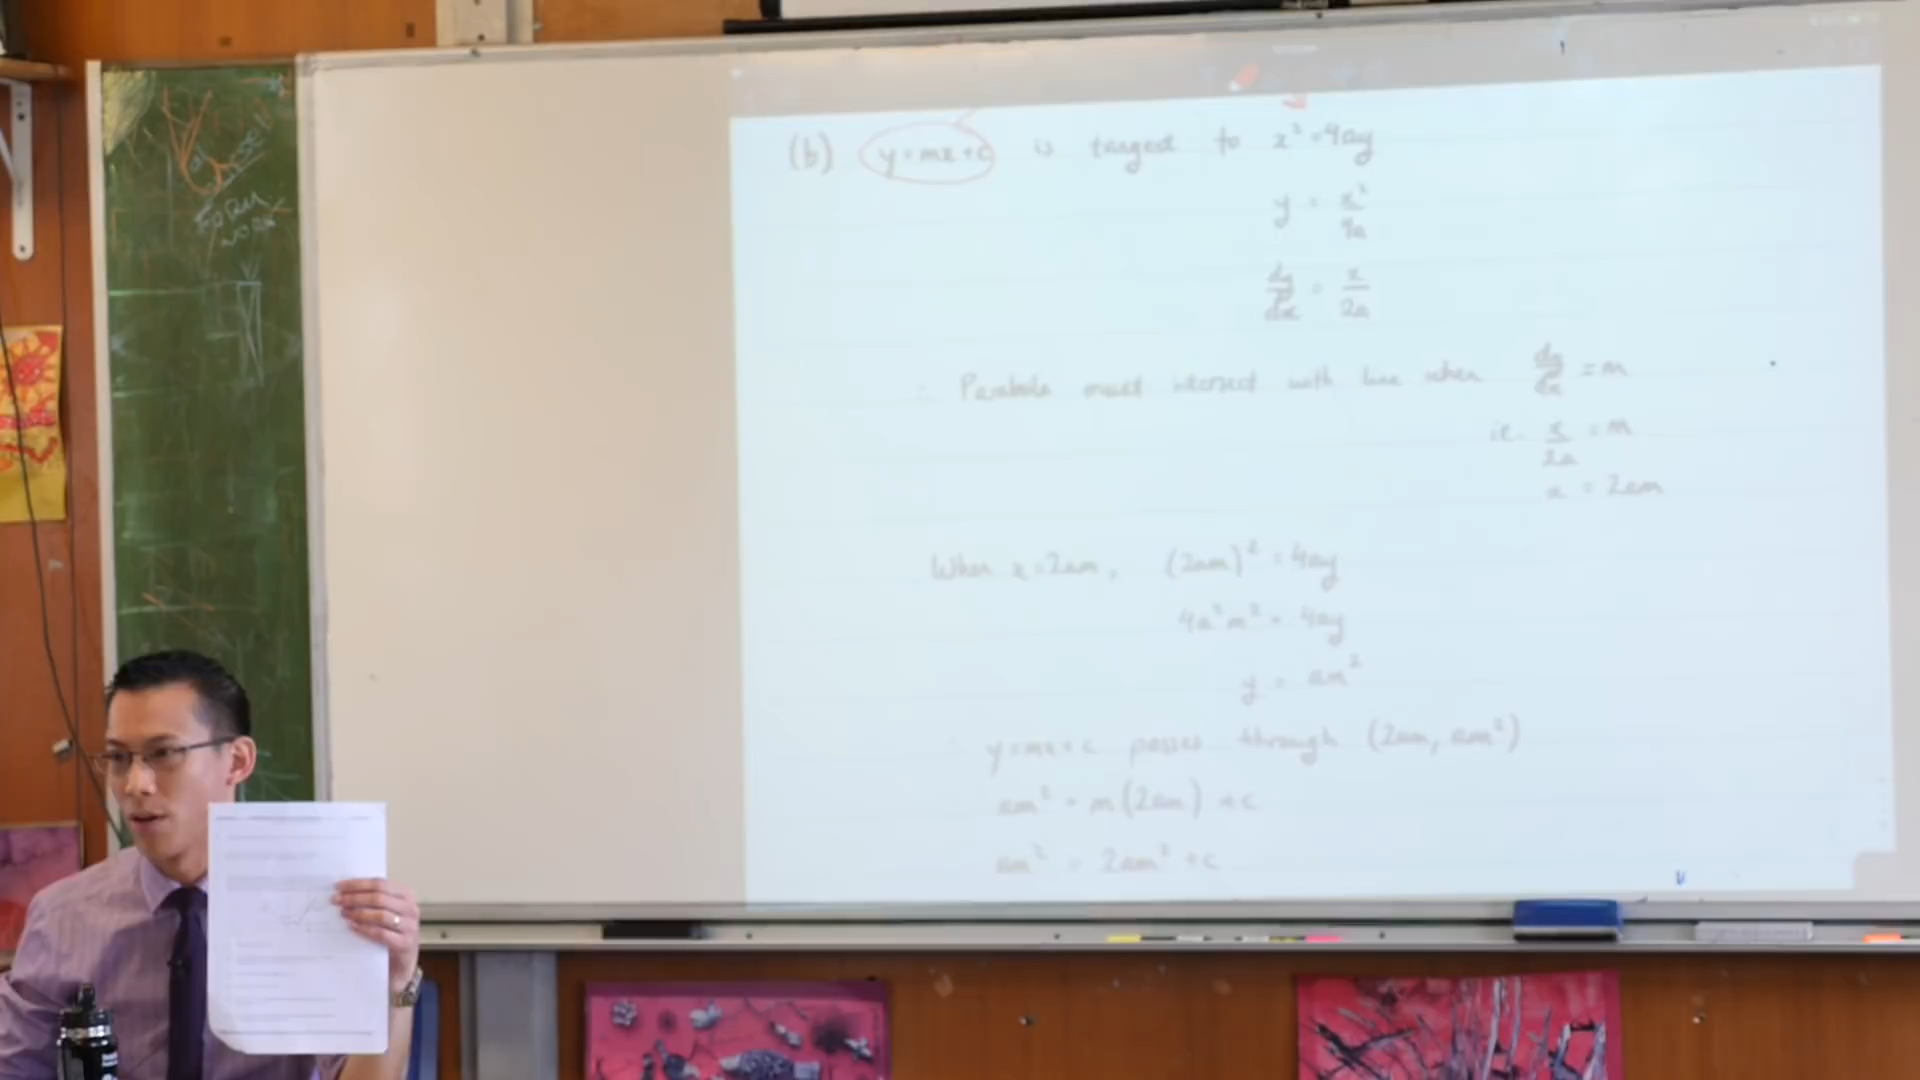 (b) y = mx + c is tangent to x² = 4ay
y = x²/4a
dy/dx = x/2a
∴ Parabola must intersect with line when dy/dx = m
i.e. x/2a = m
x = 2am
When x = 2am, (2am)² = 4ay
4a²m² = 4ay
y = am²
y = mx + c passes through (2am, am²)
am² = m(2am) + c
am² = 2am² + c
FORM
WORK